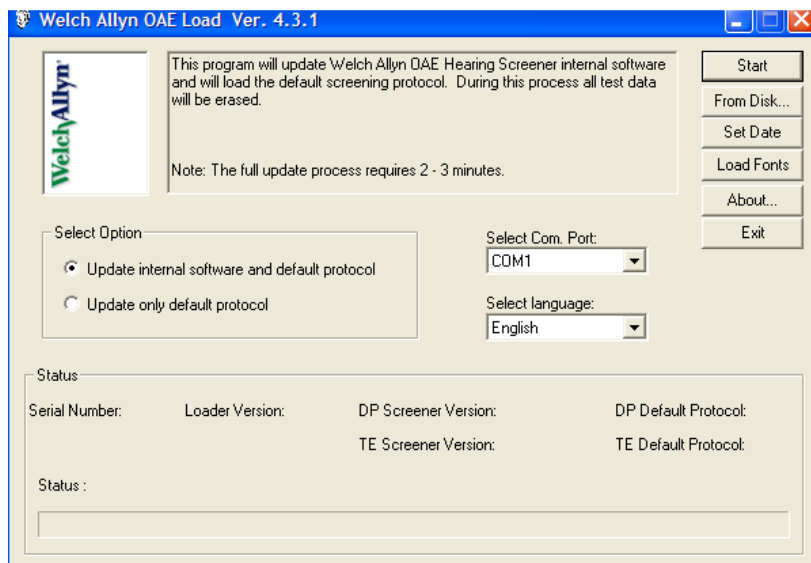 Welch Allyn OAE Load Ver. 4.3.1
WelchAllyn
This program will update Welch Allyn OAE Hearing Screener internal software
and will load the default screening protocol. During this process all test data
will be erased.
Note: The full update process requires 2 - 3 minutes.
Start
From Disk...
Set Date
Load Fonts
About...
Exit
Select Option
Update internal software and default protocol
Update only default protocol
Select Com. Port:
COM1
Select language:
English
Status
Serial Number: Loader Version: DP Screener Version: DP Default Protocol:
TE Screener Version: TE Default Protocol:
Status :